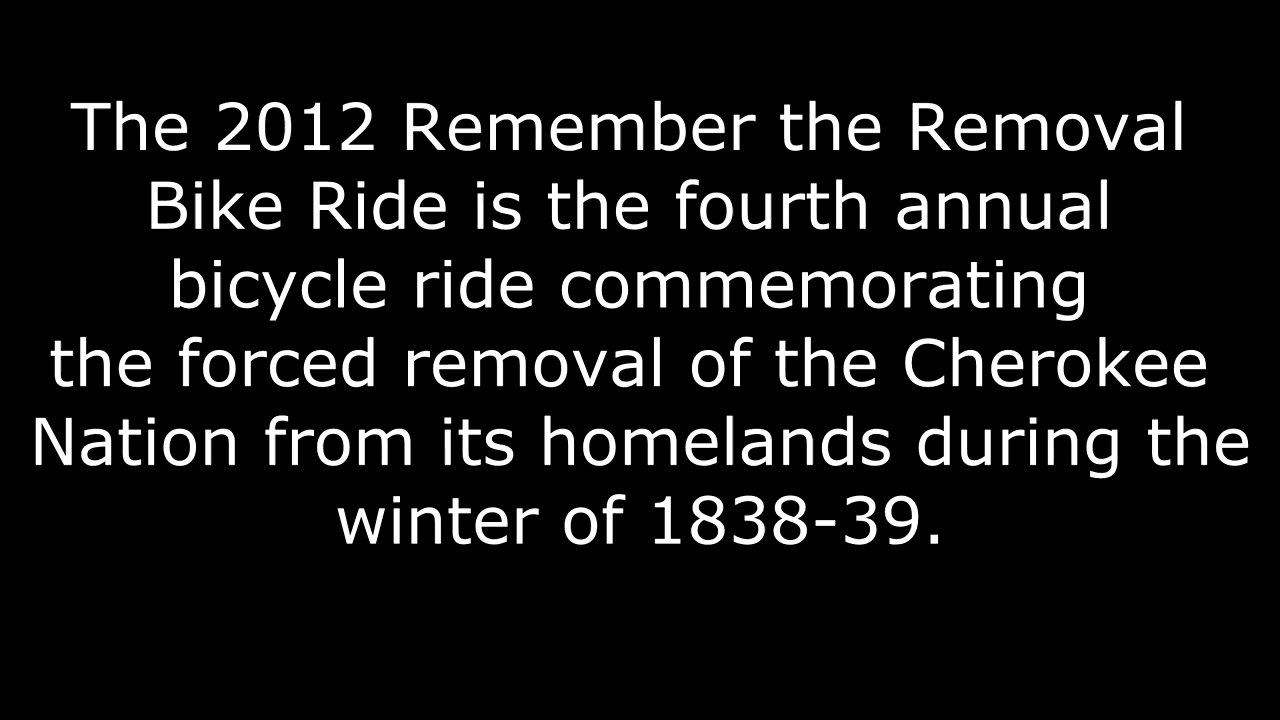 The 2012 Remember the Removal
Bike Ride is the fourth annual
bicycle ride commemorating
the forced removal of the Cherokee
Nation from its homelands during the
winter of 1838-39.